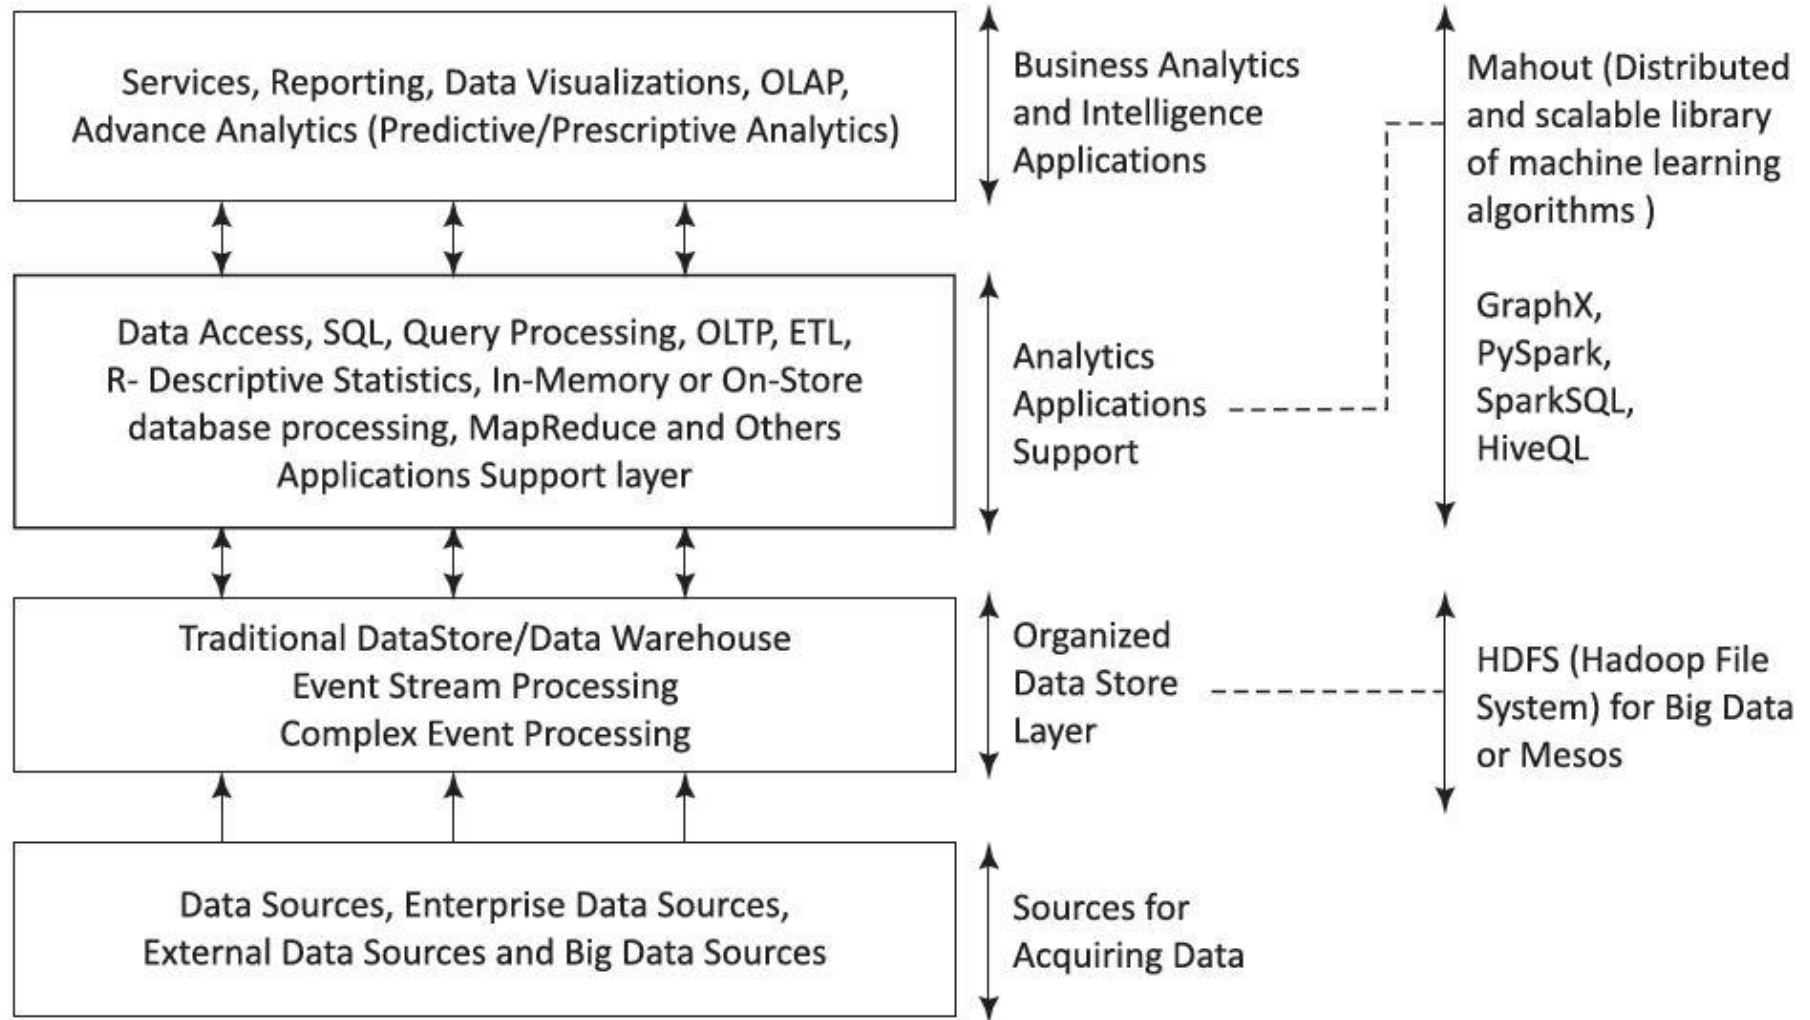 Services, Reporting, Data Visualizations, OLAP,
Advance Analytics (Predictive/Prescriptive Analytics)
Business Analytics
and Intelligence
Applications
Mahout (Distributed
and scalable library
of machine learning
algorithms )
GraphX,
PySpark,
SparkSQL,
HiveQL
Data Access, SQL, Query Processing, OLTP, ETL,
R- Descriptive Statistics, In-Memory or On-Store
database processing, MapReduce and Others
Applications Support layer
Analytics
Applications
Support
Traditional DataStore/Data Warehouse
Event Stream Processing
Complex Event Processing
Organized
Data Store
Layer
HDFS (Hadoop File
System) for Big Data
or Mesos
Data Sources, Enterprise Data Sources,
External Data Sources and Big Data Sources
Sources for
Acquiring Data